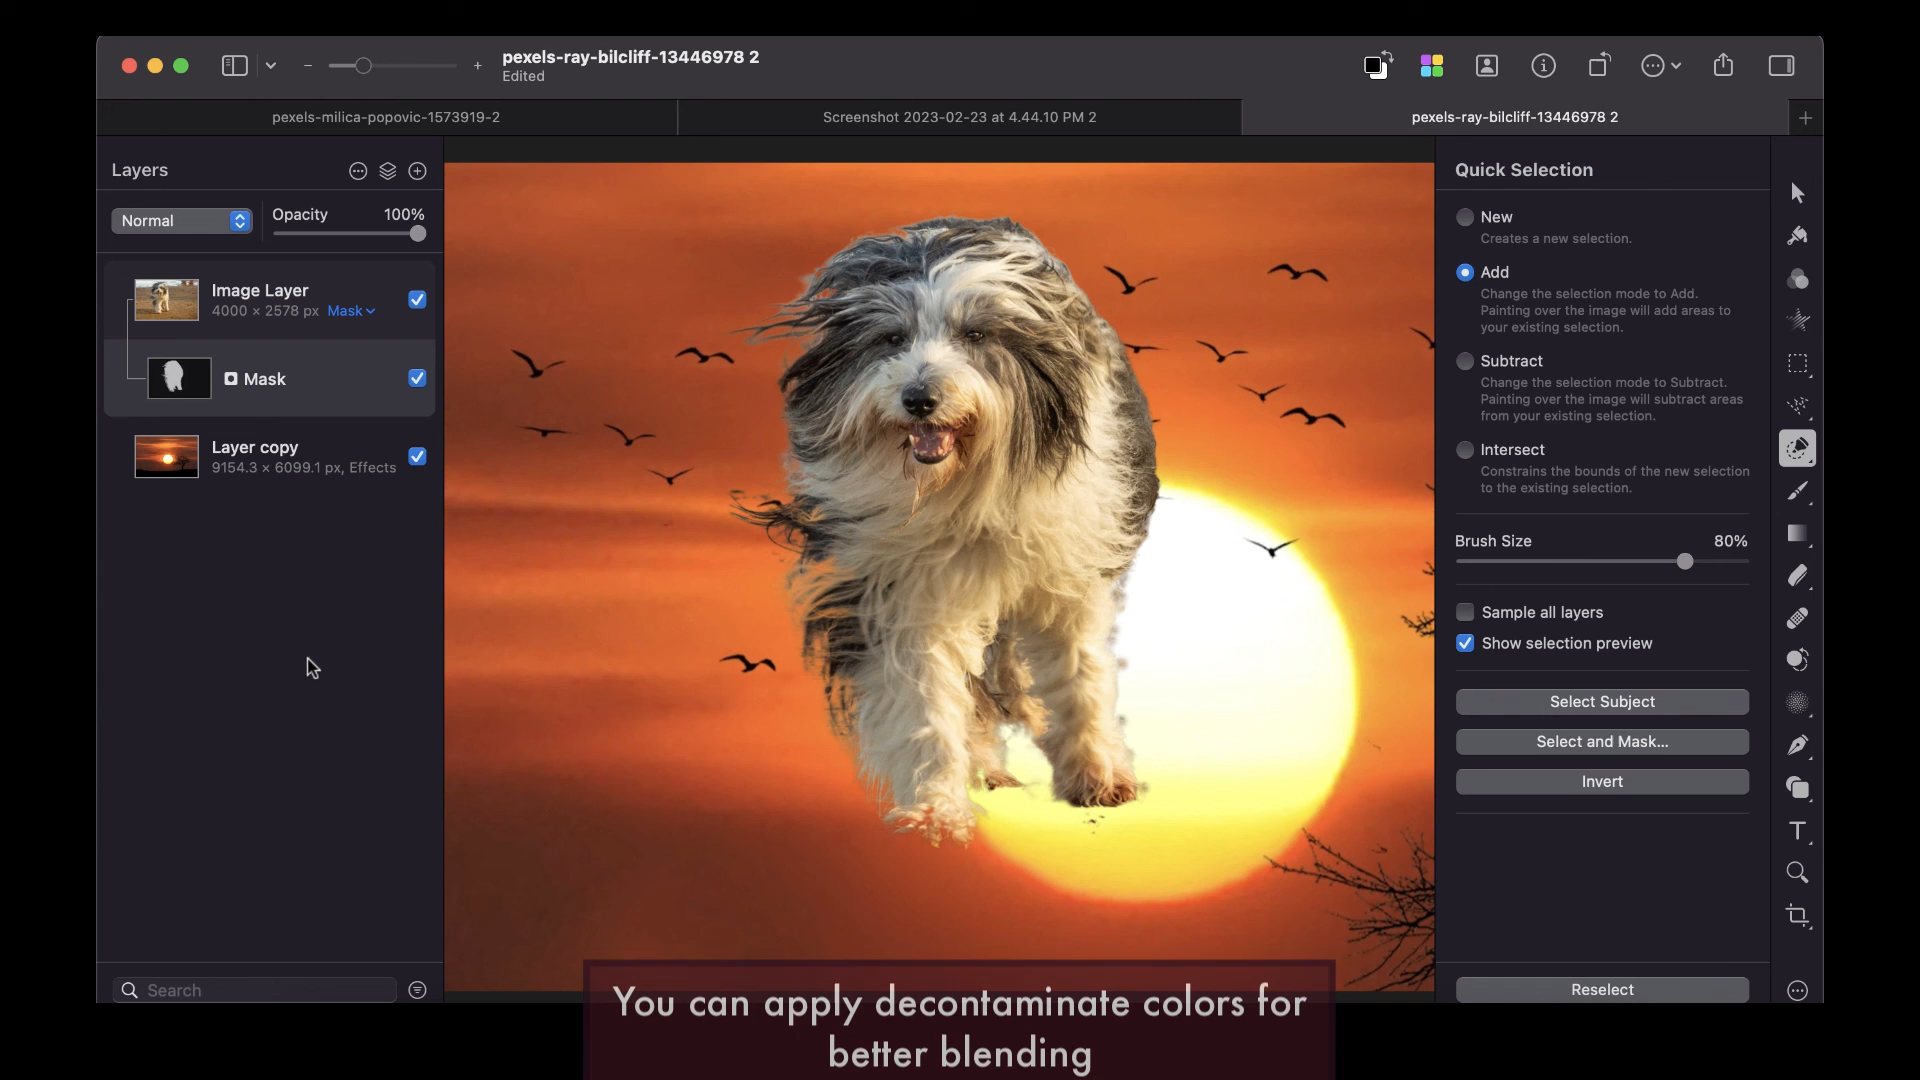 pexels-ray-bilcliff-13446978 2
Edited
pexels-milica-popovic-1573919-2
Screenshot 2023-02-23 at 4.44.10 PM 2
pexels-ray-bilcliff-13446978 2
Layers
Normal
Opacity
100%
Image Layer
4000 × 2578 px
Mask
Mask
Layer copy
9154.3 × 6099.1 px, Effects
Search
Quick Selection
New
Creates a new selection.
Add
Change the selection mode to Add.
Painting over the image will add areas to
your existing selection.
Subtract
Change the selection mode to Subtract.
Painting over the image will subtract areas
from your existing selection.
Intersect
Constrains the bounds of the new selection
to the existing selection.
Brush Size
80%
Sample all layers
Show selection preview
Select Subject
Select and Mask...
Invert
Reselect
You can apply decontaminate colors for
better blending